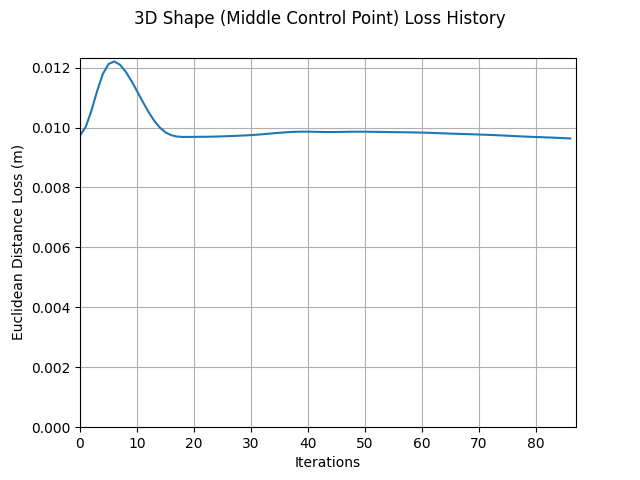 3D Shape (Middle Control Point) Loss History
0.012
0.010
0.008
0.006
0.004
0.002
0.000
Euclidean Distance Loss (m)
0 10 20 30 40 50 60 70 80
Iterations